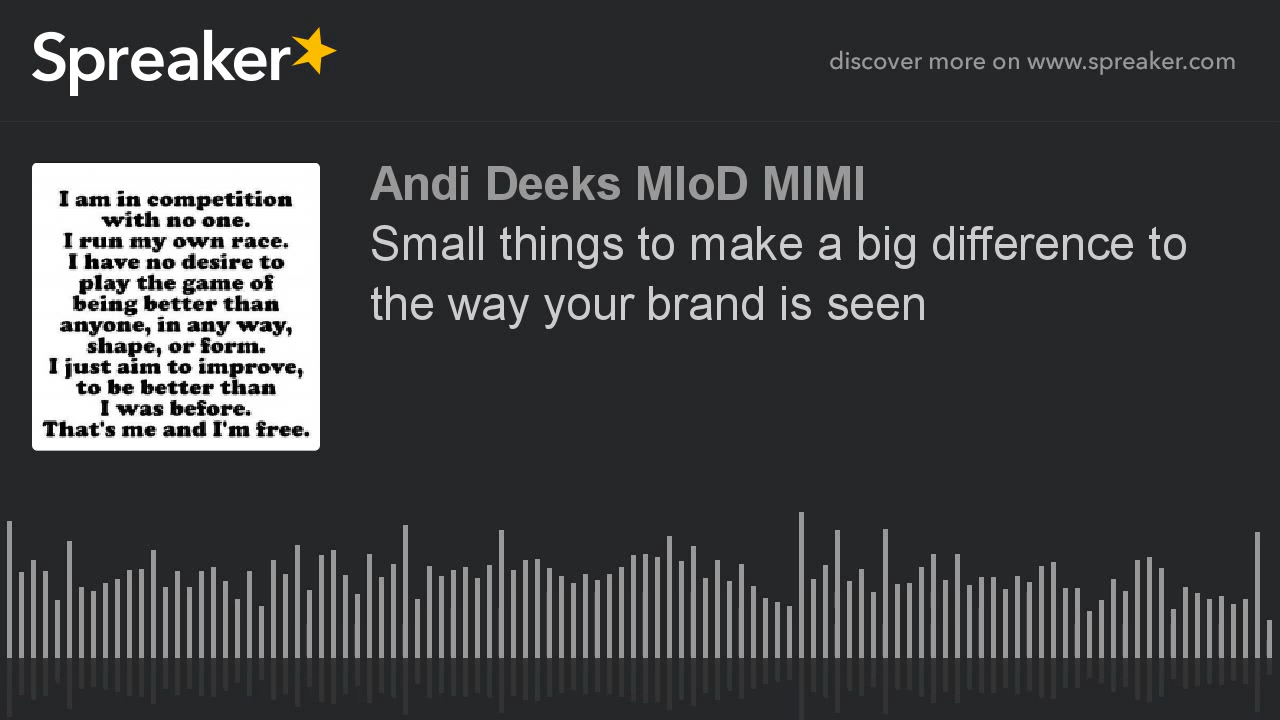 Spreaker
discover more on www.spreaker.com
I am in competition
with no one.
I run my own race.
I have no desire to
play the game of
being better than
anyone, in any way,
shape, or form.
I just aim to improve,
to be better than
I was before.
That's me and I'm free.
Andi Deeks MIoD MIMI
Small things to make a big difference to
the way your brand is seen